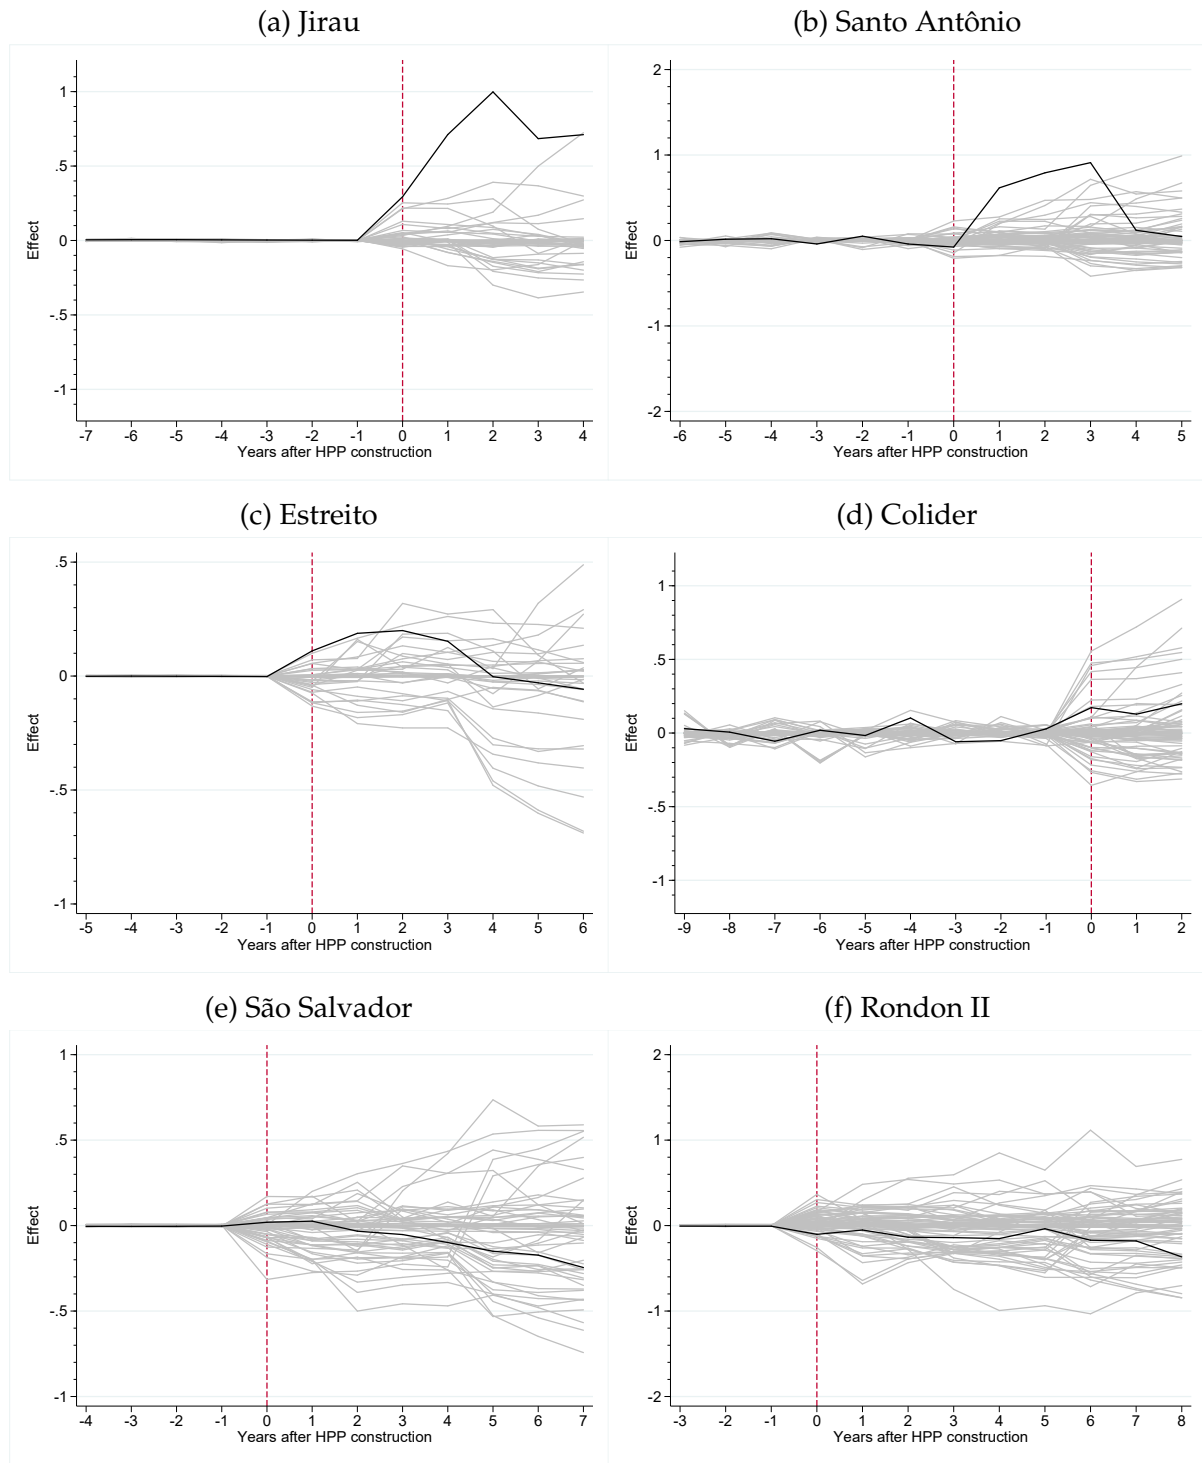 (a) Jirau
1
.5
0
-.5
-1
Effect
-7 -6 -5 -4 -3 -2 -1 0 1 2 3 4
Years after HPP construction
(b) Santo Antônio
2
1
0
-1
-2
Effect
-6 -5 -4 -3 -2 -1 0 1 2 3 4 5
Years after HPP construction
(c) Estreito
.5
0
-.5
-1
Effect
-5 -4 -3 -2 -1 0 1 2 3 4 5 6
Years after HPP construction
(d) Colider
1
.5
0
-.5
-1
Effect
-9 -8 -7 -6 -5 -4 -3 -2 -1 0 1 2
Years after HPP construction
(e) São Salvador
1
.5
0
-.5
-1
Effect
-4 -3 -2 -1 0 1 2 3 4 5 6 7
Years after HPP construction
(f) Rondon II
2
1
0
-1
-2
Effect
-3 -2 -1 0 1 2 3 4 5 6 7 8
Years after HPP construction